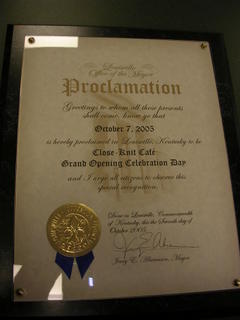 Louisville
Office of the Mayor
Proclamation
Greetings to whom all these presents
shall come, know ye that
October 7, 2005
is hereby proclaimed in Louisville, Kentucky to be
Close-Knit Café
Grand Opening Celebration Day
and I urge all citizens to observe this
special recognition.
Done in Louisville, Commonwealth
of Kentucky, this the Seventh day of
October 2005
Jerry E. Abramson, Mayor